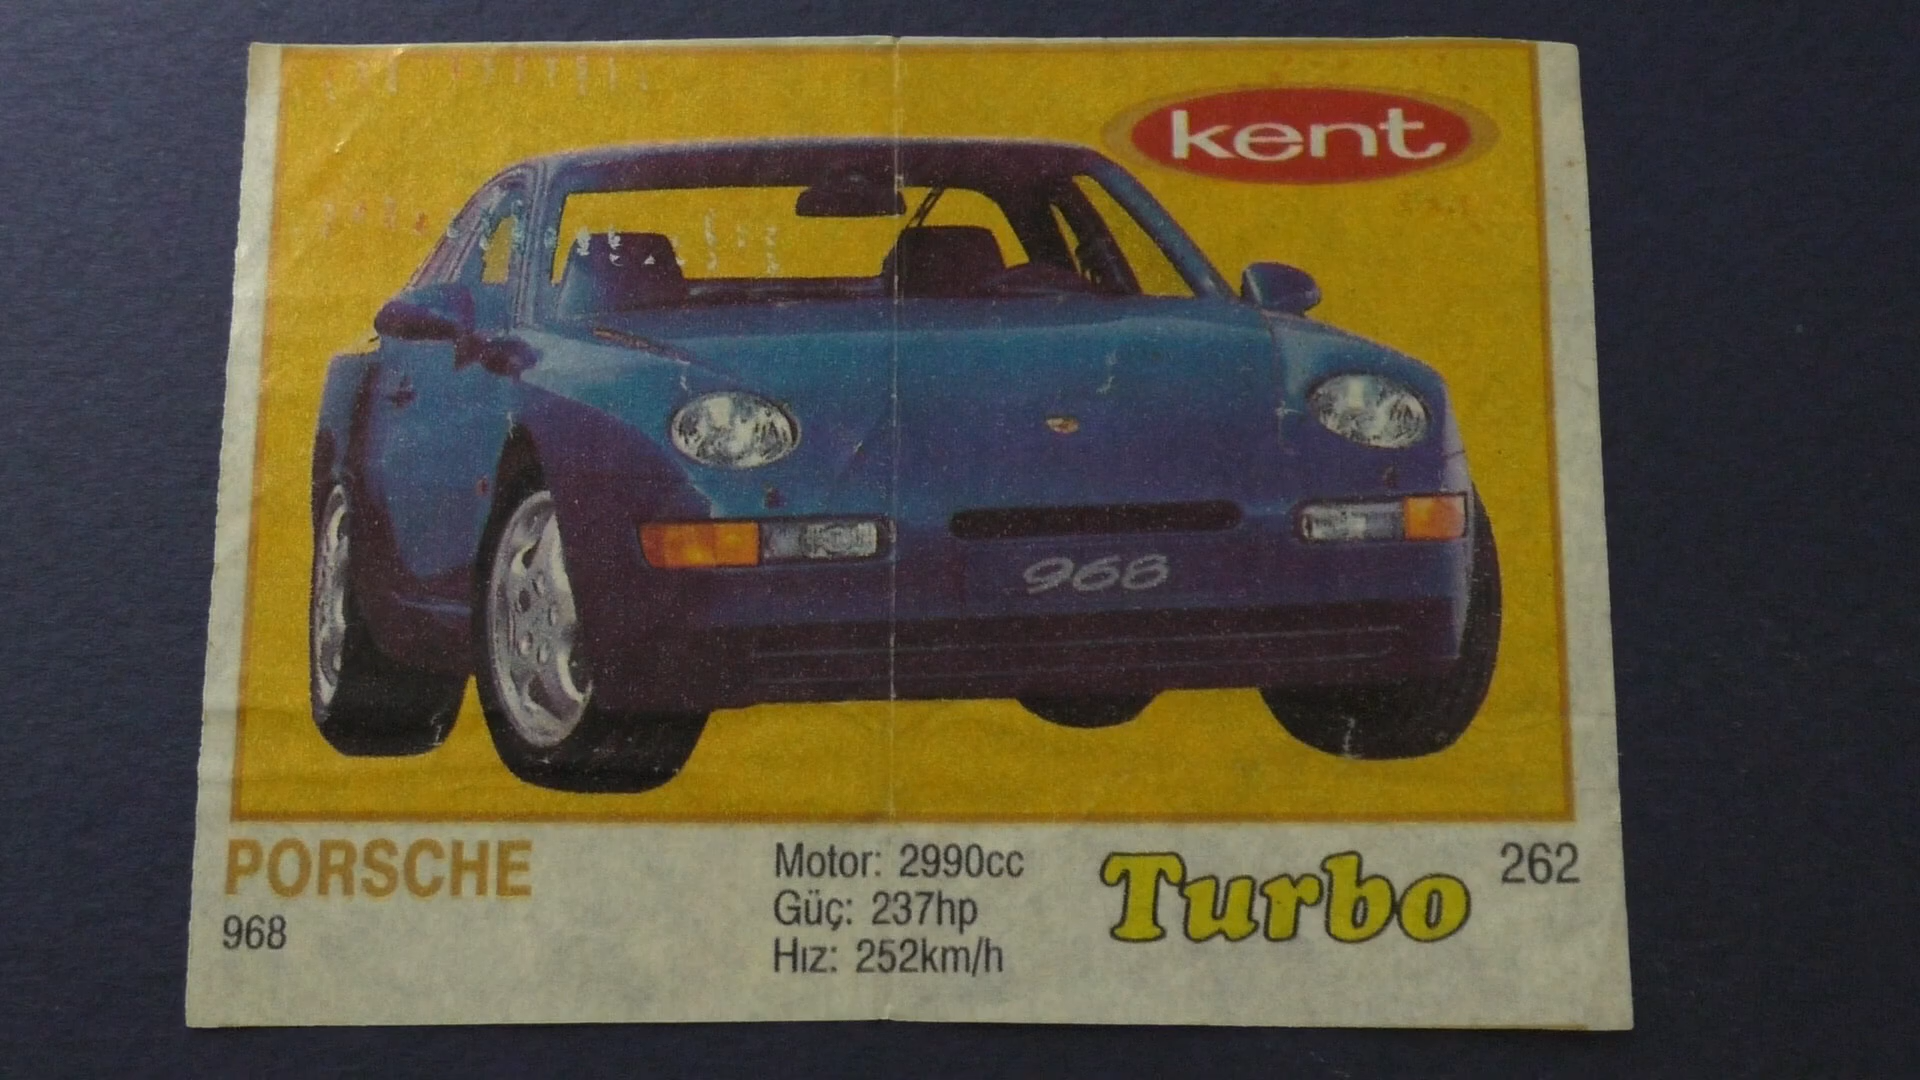 kent
968
PORSCHE
968
Motor: 2990cc
Güç: 237hp
Hız: 252km/h
Turbo
262